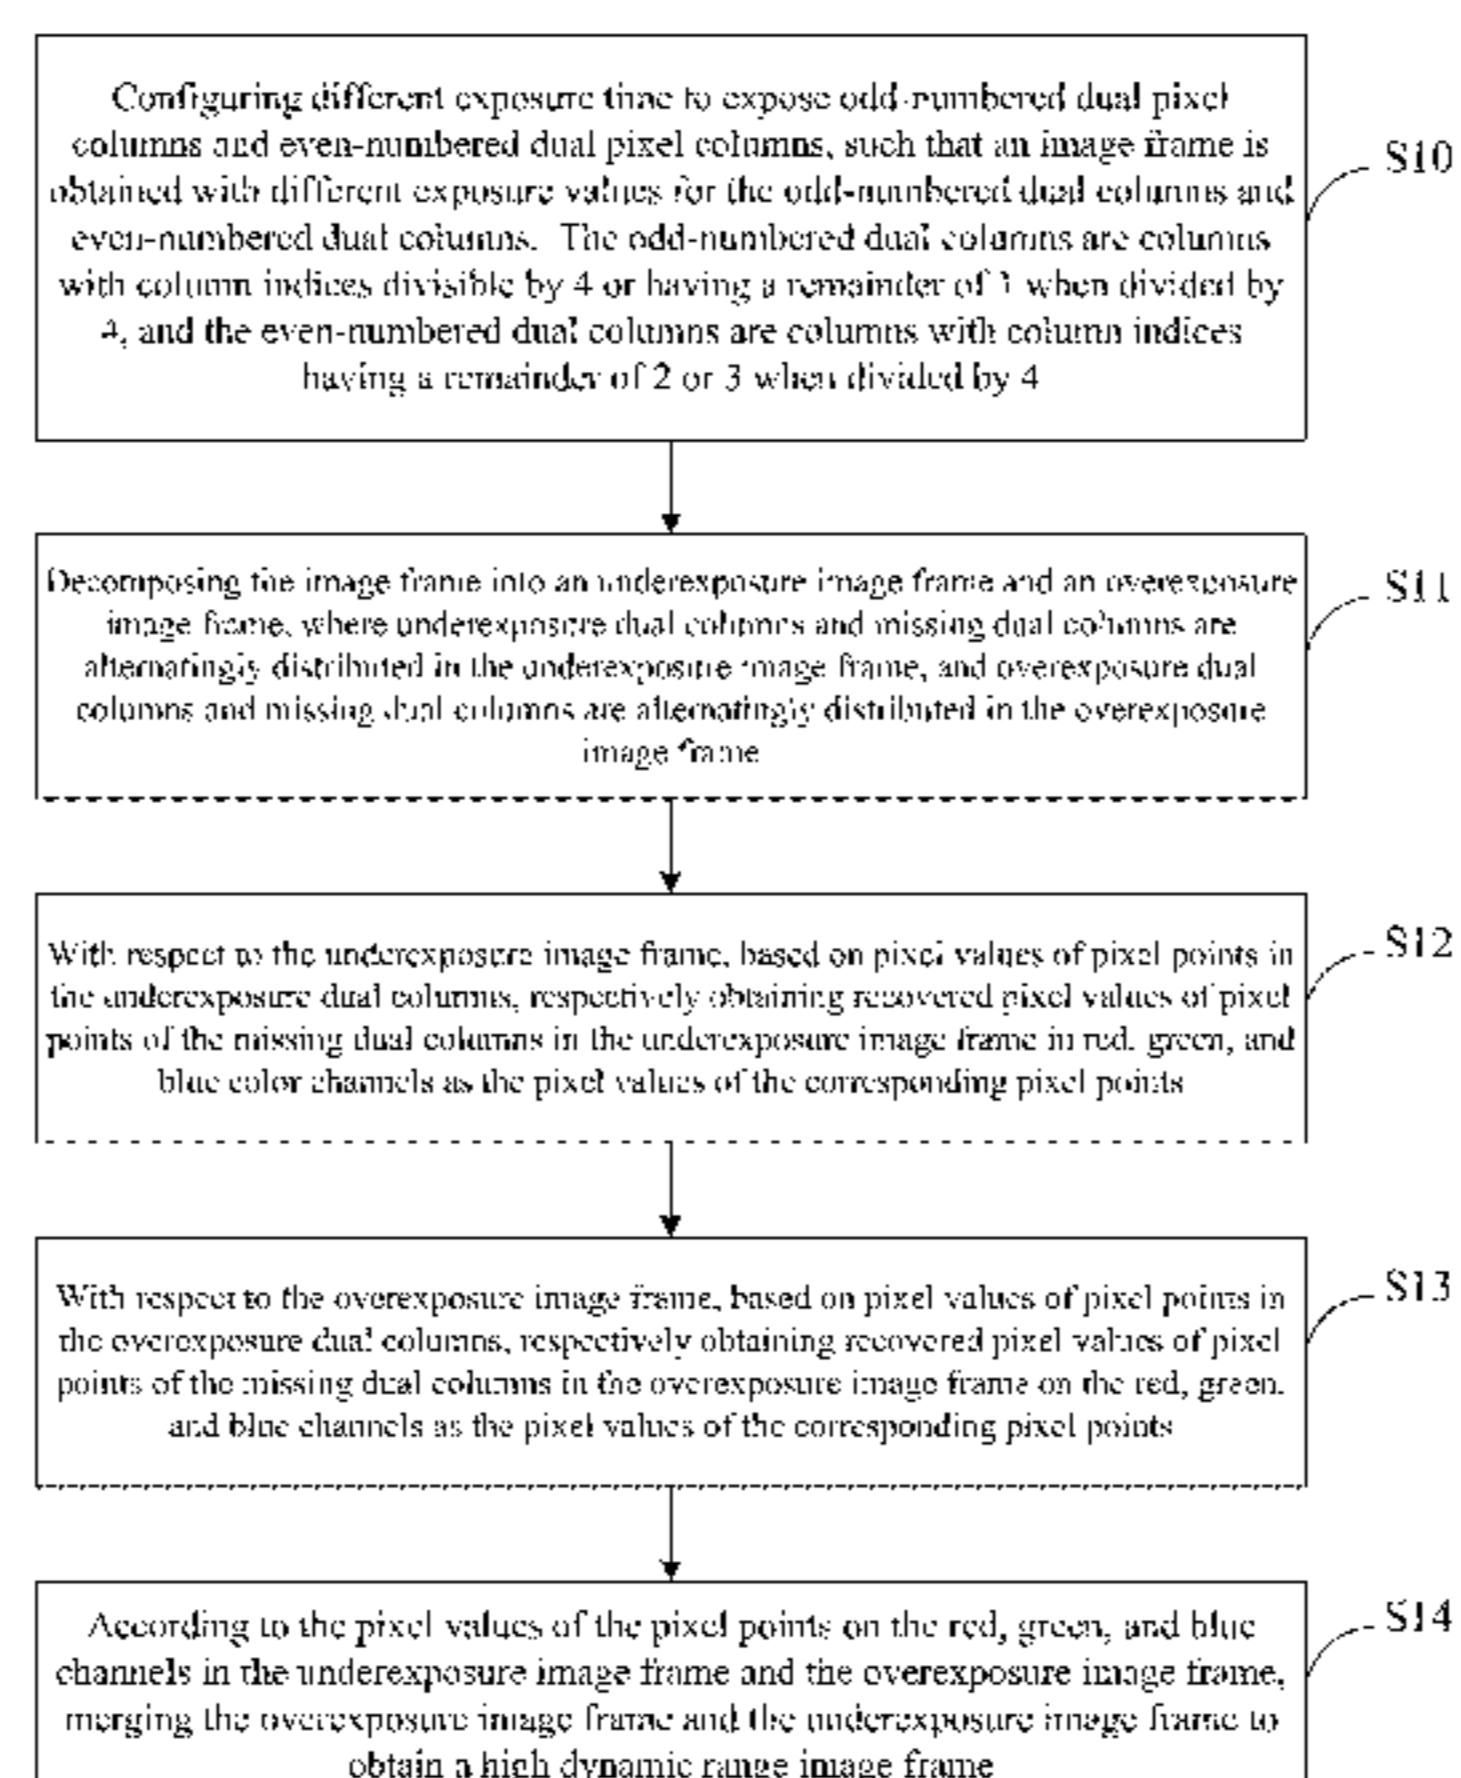 Configuring different exposure time to expose odd-numbered dual pixel
columns and even-numbered dual pixel columns, such that an image frame is
obtained with different exposure values for the odd-numbered dual columns and
even-numbered dual columns. The odd-numbered dual columns are columns
with column indices divisible by 4 or having a remainder of 1 when divided by
4, and the even-numbered dual columns are columns with column indices
having a remainder of 2 or 3 when divided by 4
S10
Decomposing the image frame into an underexposure image frame and an overexposure
image frame, where underexposure dual columns and missing dual columns are
alternatingly distributed in the underexposure image frame, and overexposure dual
columns and missing dual columns are alternatingly distributed in the overexposure
image frame
S11
With respect to the underexposure image frame, based on pixel values of pixel points in
the underexposure dual columns, respectively obtaining recovered pixel values of pixel
points of the missing dual columns in the underexposure image frame in red, green, and
blue color channels as the pixel values of the corresponding pixel points
S12
With respect to the overexposure image frame, based on pixel values of pixel points in
the overexposure dual columns, respectively obtaining recovered pixel values of pixel
points of the missing dual columns in the overexposure image frame on the red, green,
and blue channels as the pixel values of the corresponding pixel points
S13
According to the pixel values of the pixel points on the red, green, and blue
channels in the underexposure image frame and the overexposure image frame,
merging the overexposure image frame and the underexposure image frame to
obtain a high dynamic range image frame
S14